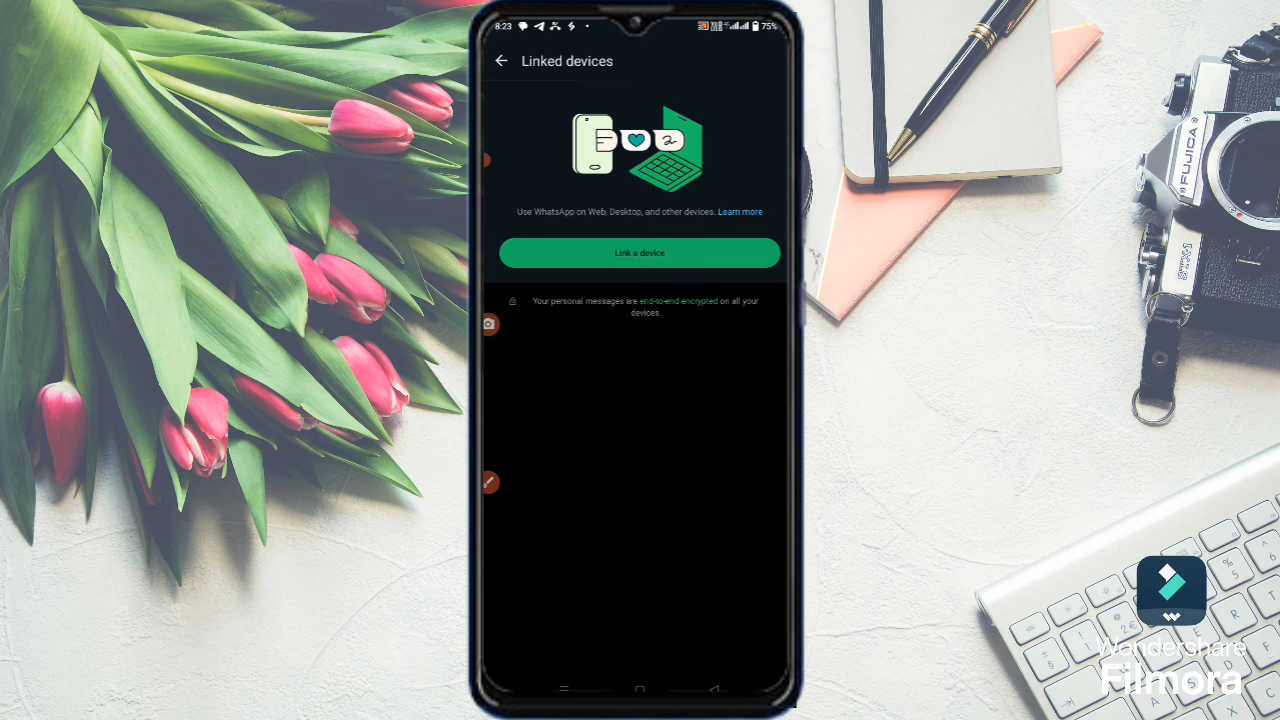 8:23
75%
Linked devices
Use WhatsApp on Web, Desktop, and other devices. Learn more
Link a device
Your personal messages are end-to-end encrypted on all your
devices.
FUJICA
Wondershare
Filmora